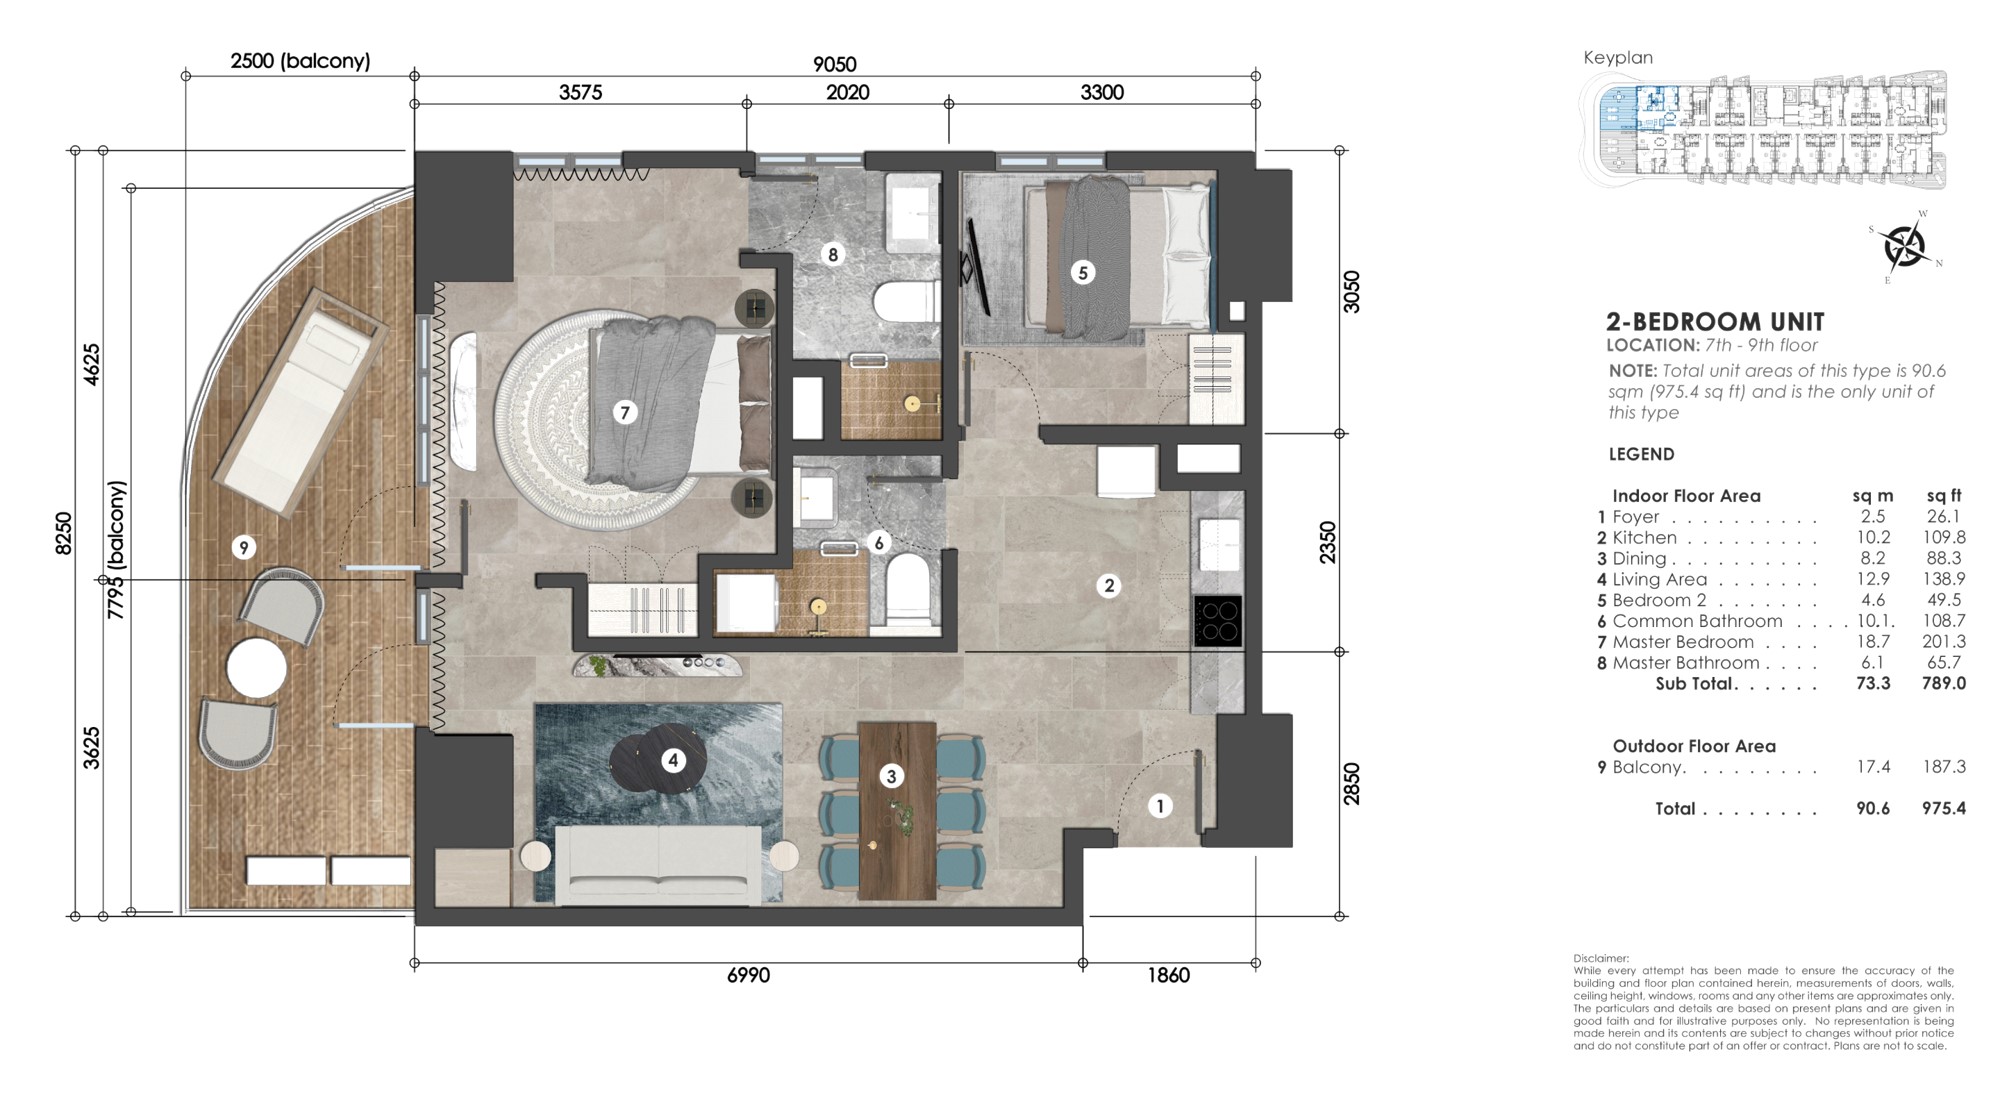 2500 (balcony)
9050
3575
2020
3300
4625
8250
7795 (balcony)
3625
3050
2350
2850
6990
1860
8
5
7
9
6
2
4
3
1
Keyplan
W
S
N
E
2-BEDROOM UNIT
LOCATION: 7th - 9th floor
NOTE: Total unit areas of this type is 90.6
sqm (975.4 sq ft) and is the only unit of
this type
LEGEND
Indoor Floor Area sq m sq ft
1 Foyer . . . . . . . . . . 2.5 26.1
2 Kitchen . . . . . . . . . 10.2 109.8
3 Dining . . . . . . . . . . 8.2 88.3
4 Living Area . . . . . . . 12.9 138.9
5 Bedroom 2 . . . . . . . 4.6 49.5
6 Common Bathroom . . . . 10.1. 108.7
7 Master Bedroom . . . . 18.7 201.3
8 Master Bathroom . . . . 6.1 65.7
Sub Total. . . . . . 73.3 789.0
Outdoor Floor Area
9 Balcony. . . . . . . . . 17.4 187.3
Total . . . . . . . . 90.6 975.4
Disclaimer:
While every attempt has been made to ensure the accuracy of the
building and floor plan contained herein, measurements of doors, walls,
ceiling height, windows, rooms and any other items are approximates only.
The particulars and details are based on present plans and are given in
good faith and for illustrative purposes only. No representation is being
made herein and its contents are subject to changes without prior notice
and do not constitute part of an offer or contract. Plans are not to scale.